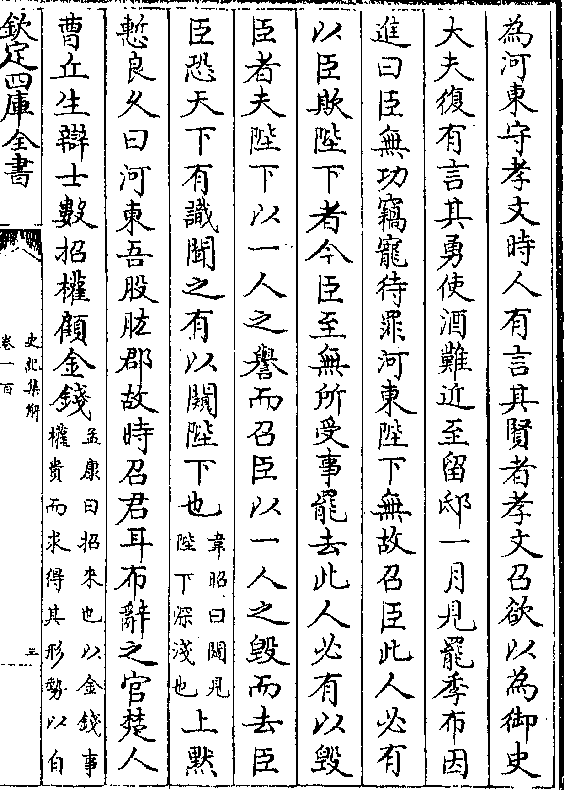 為河東守孝文時人有言其賢者孝文召欲以為御史
大夫復有言其勇使酒難近至留邸一月見罷季布因
進曰臣無功竊寵待罪河東陛下無故召臣此人必有
以臣欺陛下者今臣至無所受事罷去此人必有以毀
臣者夫陛下以一人之譽而召臣以一人之毀而去臣
臣恐天下有識聞之有以闚陛下也韋昭曰闚見陛下深淺也上黙
慙良久曰河東吾股肱郡故時召君耳布辭之官楚人
曹丘生辯士數招權顧金錢孟康曰招來也以金錢事權貴而求得其形勢以自
欽定四庫全書
史紀集解
卷一百
三